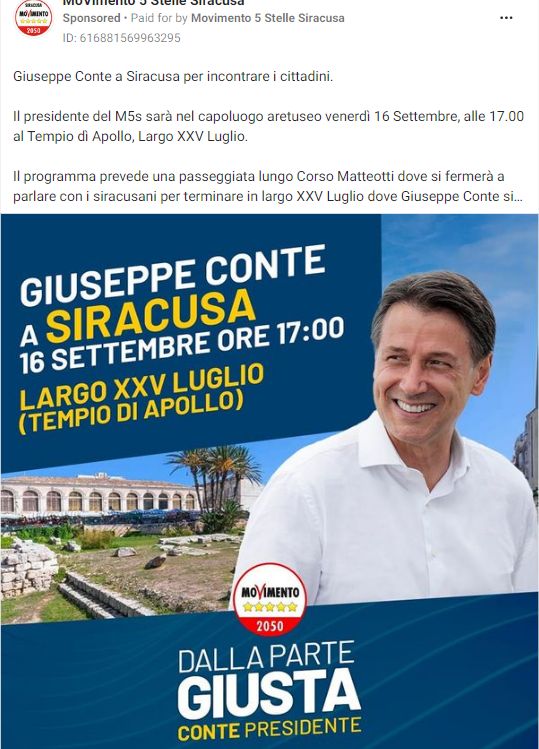 Movimento 5 Stelle Siracusa
Sponsored • Paid for by Movimento 5 Stelle Siracusa
ID: 616881569963295
Giuseppe Conte a Siracusa per incontrare i cittadini.
Il presidente del M5s sarà nel capoluogo aretuseo venerdì 16 Settembre, alle 17.00
al Tempio dì Apollo, Largo XXV Luglio.
Il programma prevede una passeggiata lungo Corso Matteotti dove si fermerà a
parlare con i siracusani per terminare in largo XXV Luglio dove Giuseppe Conte si...
GIUSEPPE CONTE
A SIRACUSA
16 SETTEMBRE ORE 17:00
LARGO XXV LUGLIO
(TEMPIO DI APOLLO)
MOVIMENTO
2050
DALLA PARTE
GIUSTA
CONTE PRESIDENTE